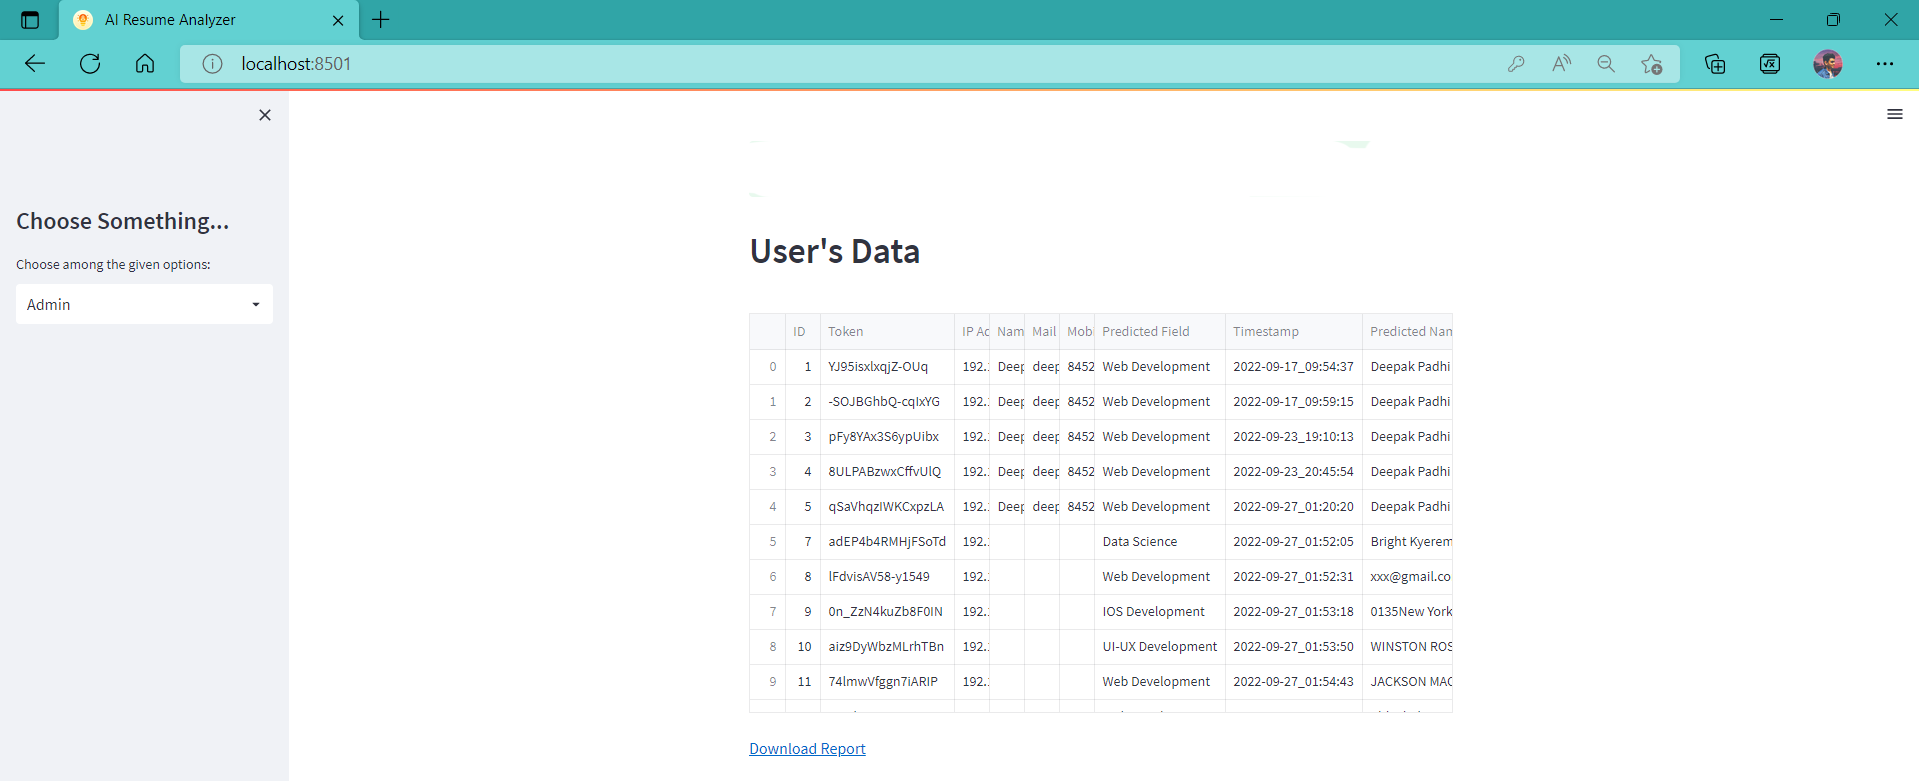 AI Resume Analyzer
localhost:8501
Choose Something...
Choose among the given options:
Admin
User's Data
ID Token IP Ad Nam Mail Mobi Predicted Field Timestamp Predicted Nam
0 1 YJ95isxlxqjZ-OUq 192. Deep deep 8452 Web Development 2022-09-17_09:54:37 Deepak Padhi
1 2 -SOJBGhbQ-cqIxYG 192. Deep deep 8452 Web Development 2022-09-17_09:59:15 Deepak Padhi
2 3 pFy8YAx3S6ypUibx 192. Deep deep 8452 Web Development 2022-09-23_19:10:13 Deepak Padhi
3 4 8ULPABzwxCffvUlQ 192. Deep deep 8452 Web Development 2022-09-23_20:45:54 Deepak Padhi
4 5 qSaVhqzIWKCxpzLA 192. Deep deep 8452 Web Development 2022-09-27_01:20:20 Deepak Padhi
5 7 adEP4b4RMHjFSoTd 192. Data Science 2022-09-27_01:52:05 Bright Kyerem
6 8 lFdvisAV58-y1549 192. Web Development 2022-09-27_01:52:31 xxx@gmail.co
7 9 0n_ZzN4kuZb8F0IN 192. IOS Development 2022-09-27_01:53:18 0135New York
8 10 aiz9DyWbzMLrhTBn 192. UI-UX Development 2022-09-27_01:53:50 WINSTON ROS
9 11 74lmwVfggn7iARIP 192. Web Development 2022-09-27_01:54:43 JACKSON MAC
Download Report